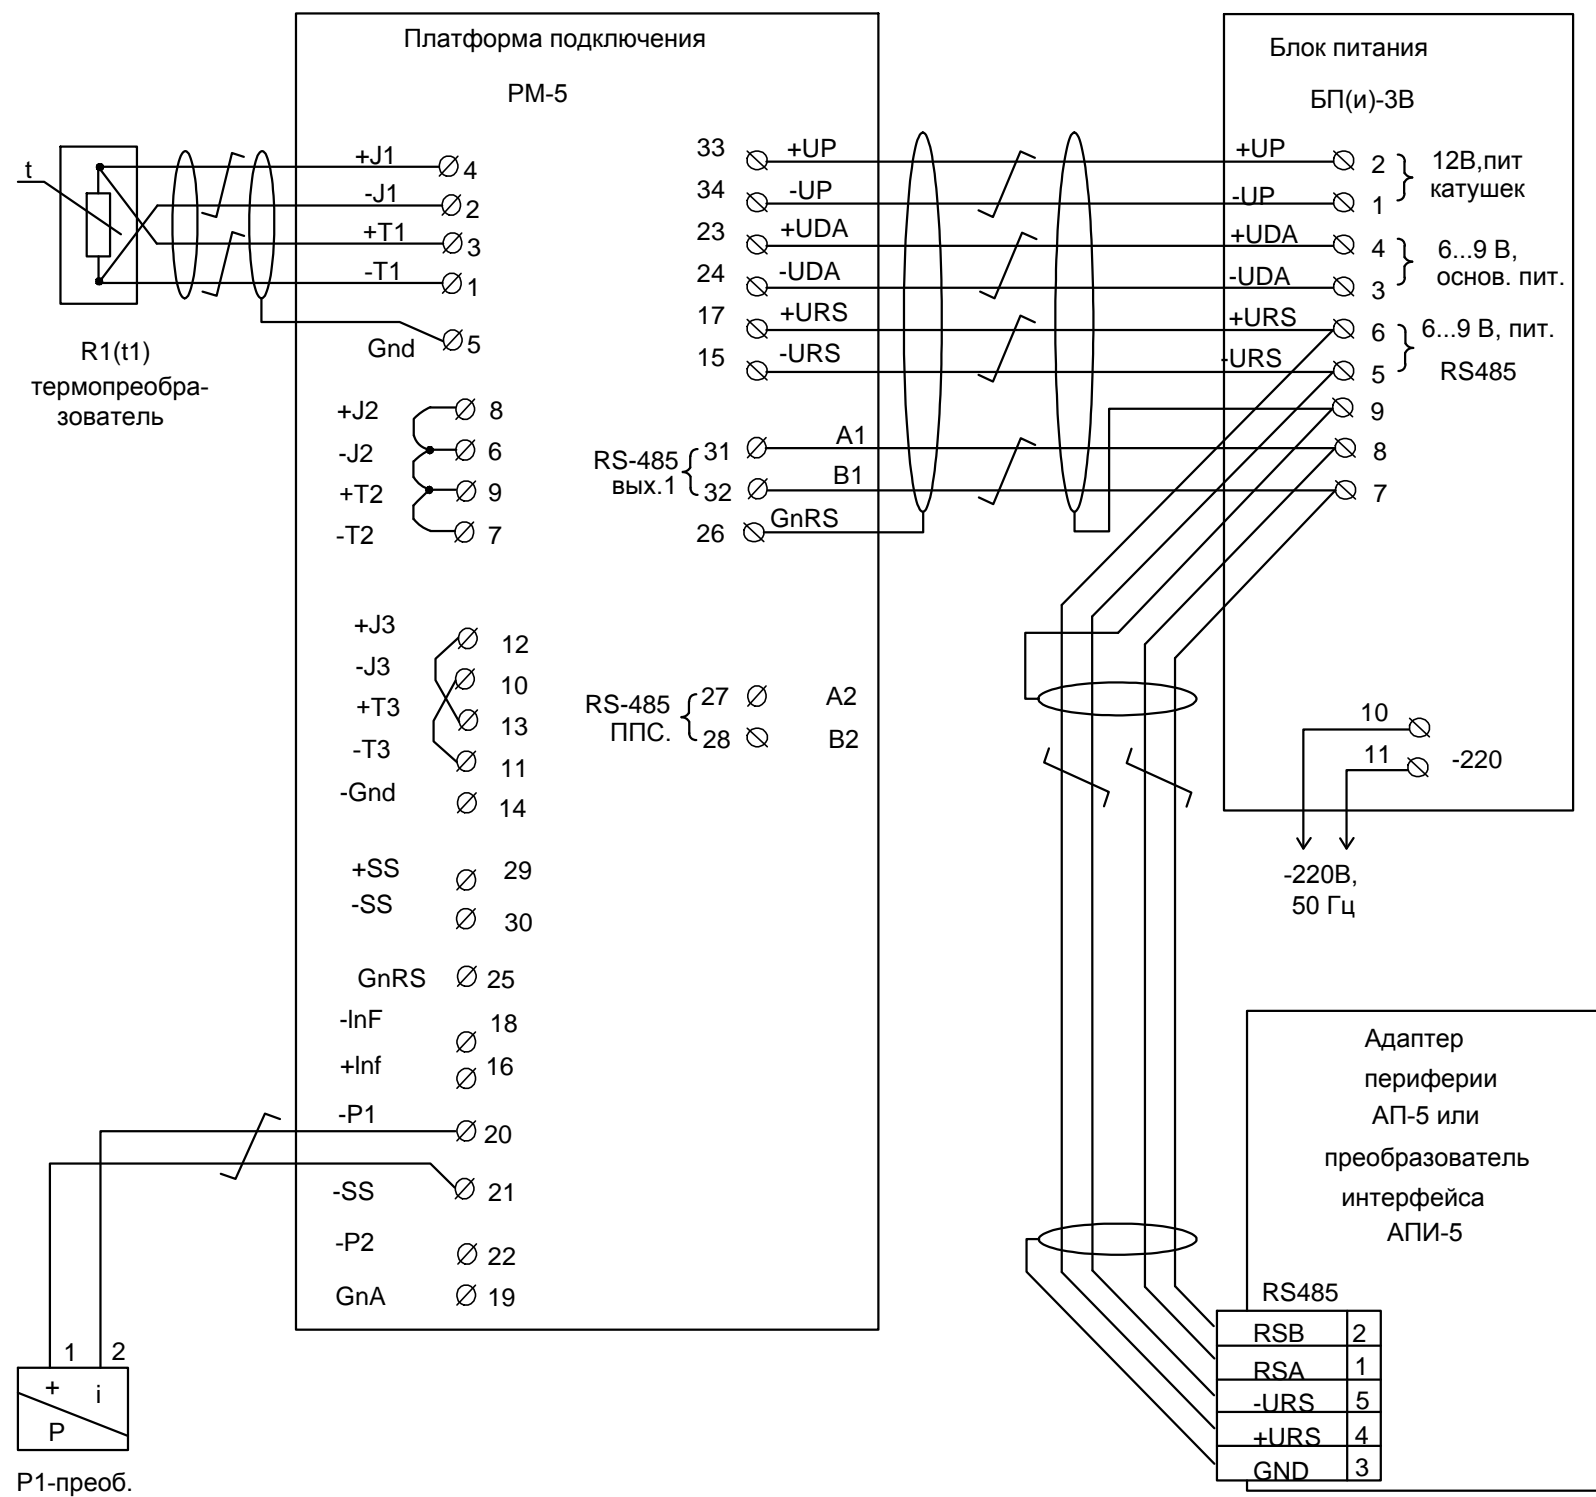 Платформа подключения
РМ-5
Блок питания
БП(и)-3В
t
+J1
4
-J1
2
+T1
3
-T1
1
Gnd
5
R1(t1)
термопреобра-
зователь
+J2
8
-J2
6
+T2
9
-T2
7
+J3
12
-J3
10
+T3
13
-T3
11
-Gnd
14
+SS
29
-SS
30
GnRS
25
-InF
18
+Inf
16
-P1
20
-SS
21
-P2
22
GnA
19
1 2
+ i
P
Р1-преоб.
33 +UP
34 -UP
23 +UDA
24 -UDA
17 +URS
15 -URS
RS-485
вых.1
31 A1
32 B1
26 GnRS
RS-485
ППС.
27 A2
28 B2
+UP 2
-UP 1
12В,пит
катушек
+UDA 4
-UDA 3
6...9 В,
основ. пит.
+URS 6
-URS 5
6...9 В, пит.
RS485
9
8
7
10
11
-220
-220В,
50 Гц
Адаптер
периферии
АП-5 или
преобразователь
интерфейса
АПИ-5
RS485
RSB 2
RSA 1
-URS 5
+URS 4
GND 3